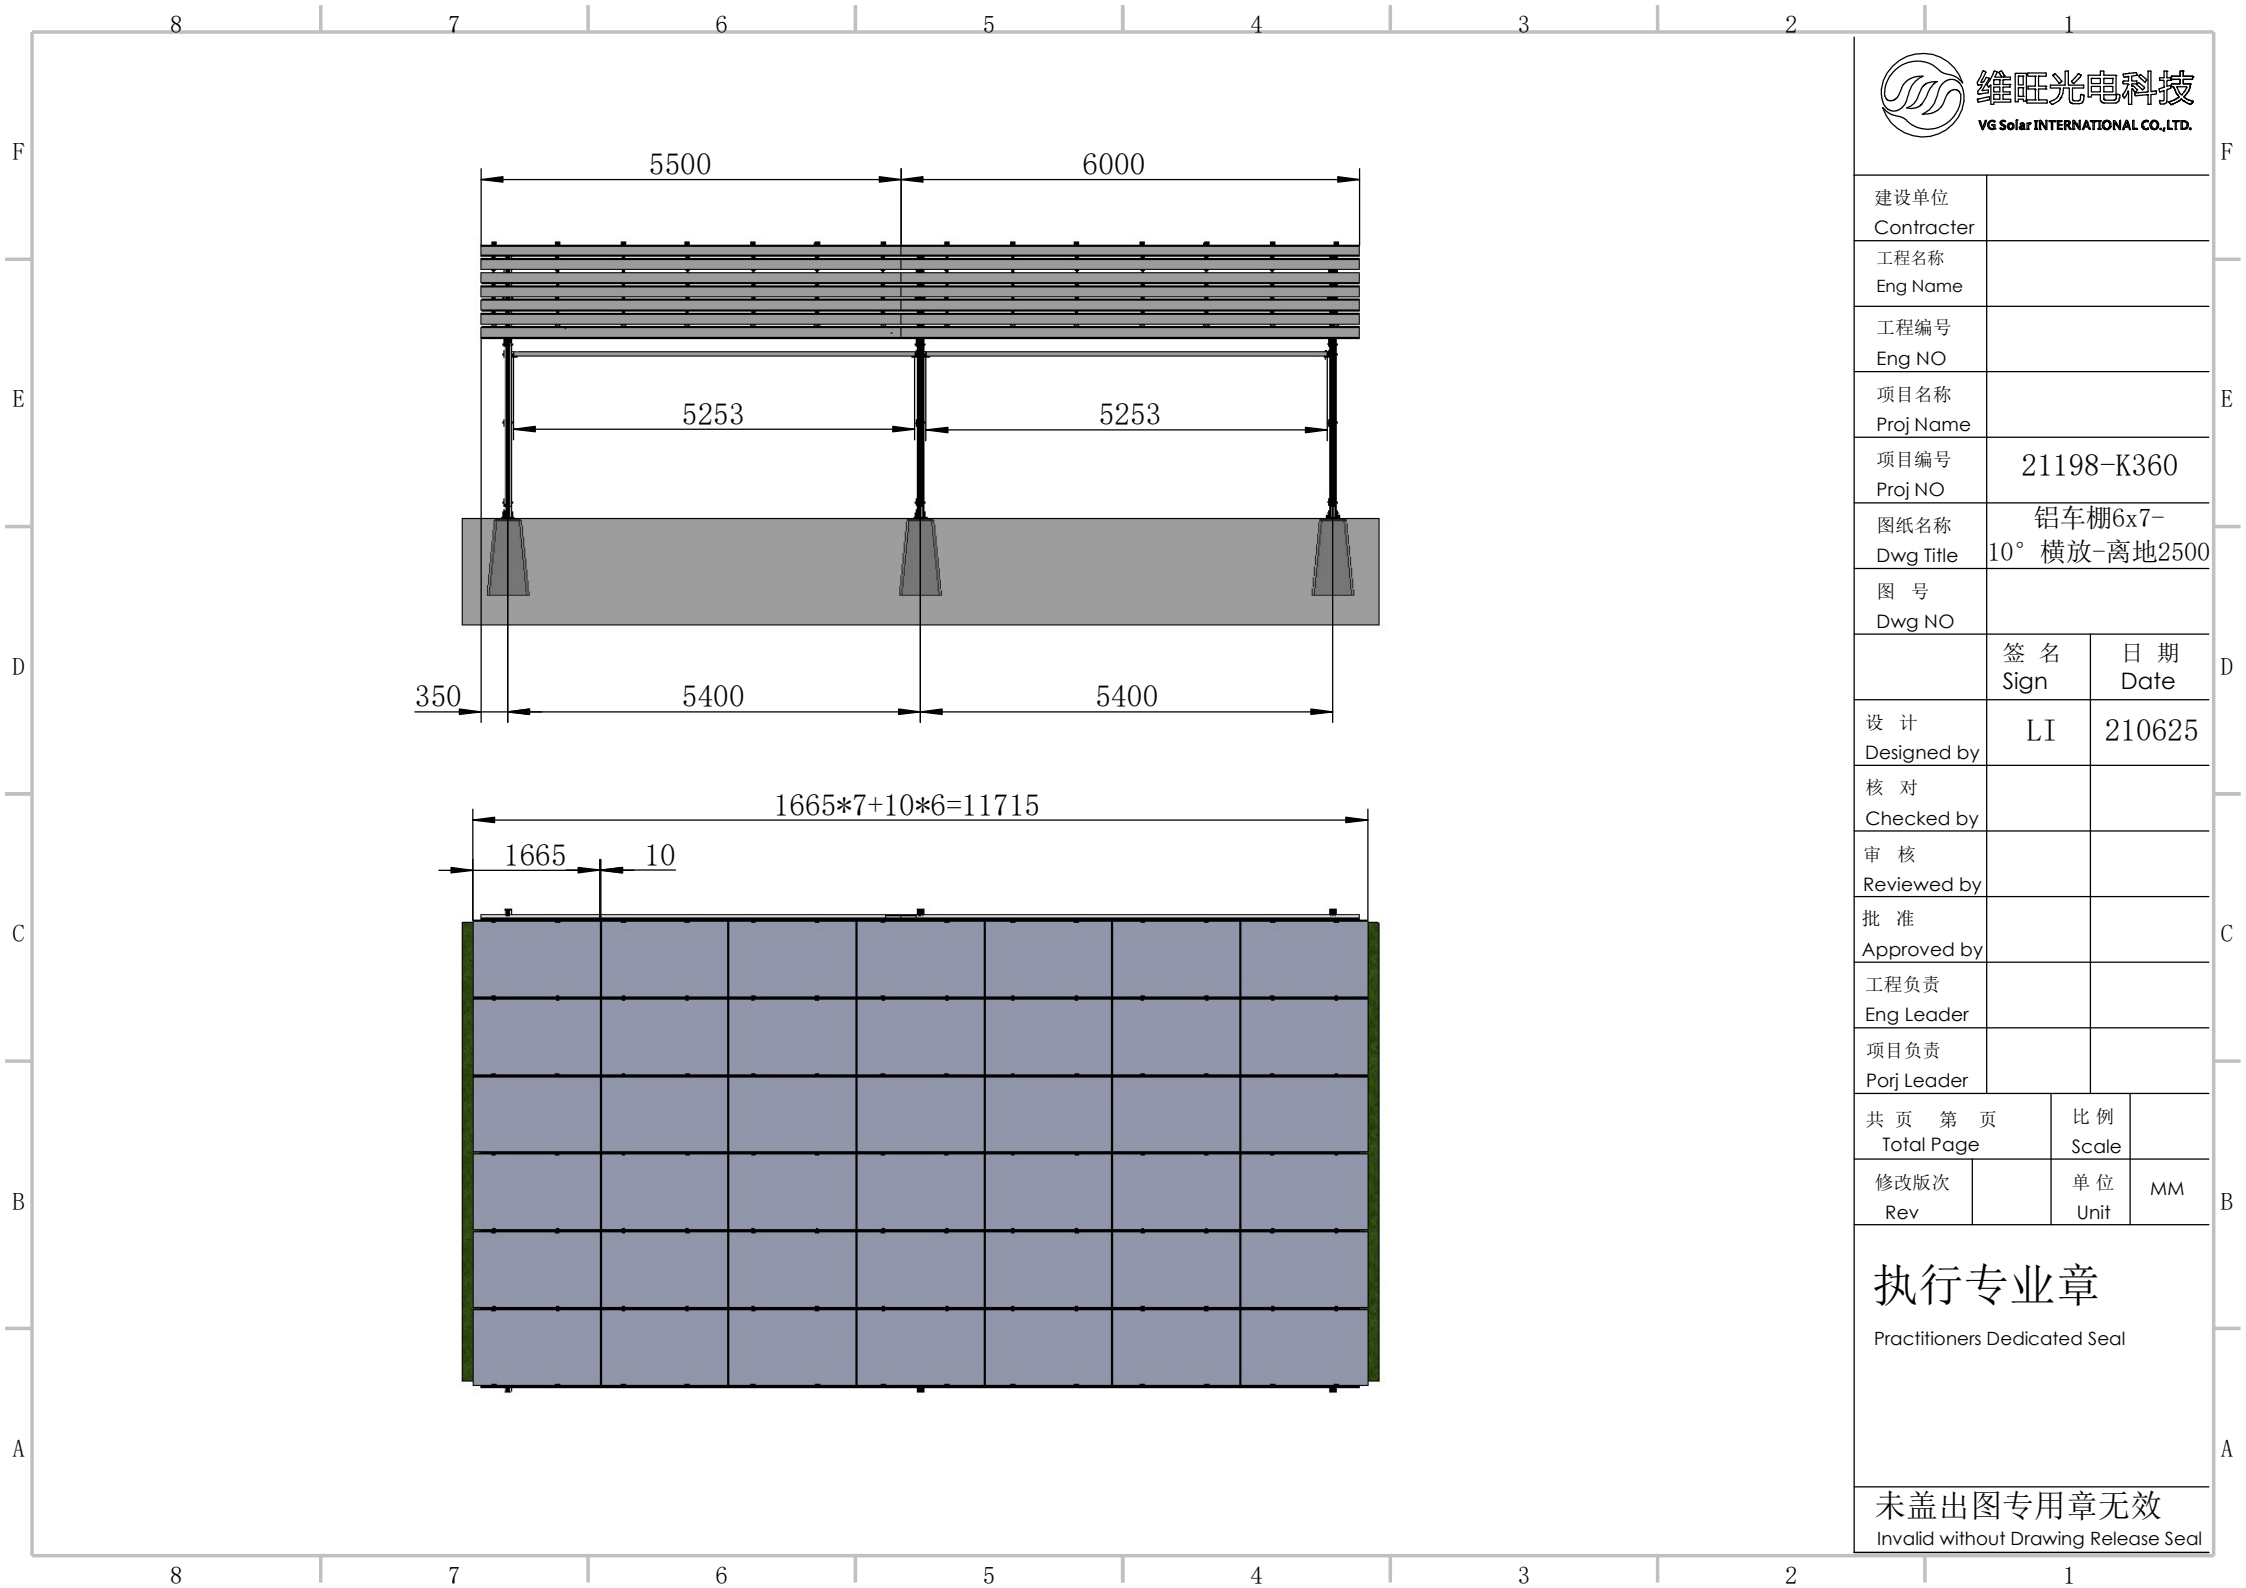 8 7 6 5 4 3 2 1
F
E
D
C
B
A
5500 6000
5253 5253
350 5400 5400
1665*7+10*6=11715
1665 10
维旺光电科技
VG Solar INTERNATIONAL CO.,LTD.
建设单位
Contracter
工程名称
Eng Name
工程编号
Eng NO
项目名称
Proj Name
项目编号
Proj NO
21198-K360
图纸名称
Dwg Title
铝车棚6x7-
10°横放-离地2500
图 号
Dwg NO
签 名 日 期
Sign Date
设 计
Designed by
LI 210625
核 对
Checked by
审 核
Reviewed by
批 准
Approved by
工程负责
Eng Leader
项目负责
Porj Leader
共 页 第 页 比 例
Total Page Scale
修改版次 单 位
Rev Unit
MM
执行专业章
Practitioners Dedicated Seal
未盖出图专用章无效
Invalid without Drawing Release Seal
F
E
D
C
B
A
8 7 6 5 4 3 2 1